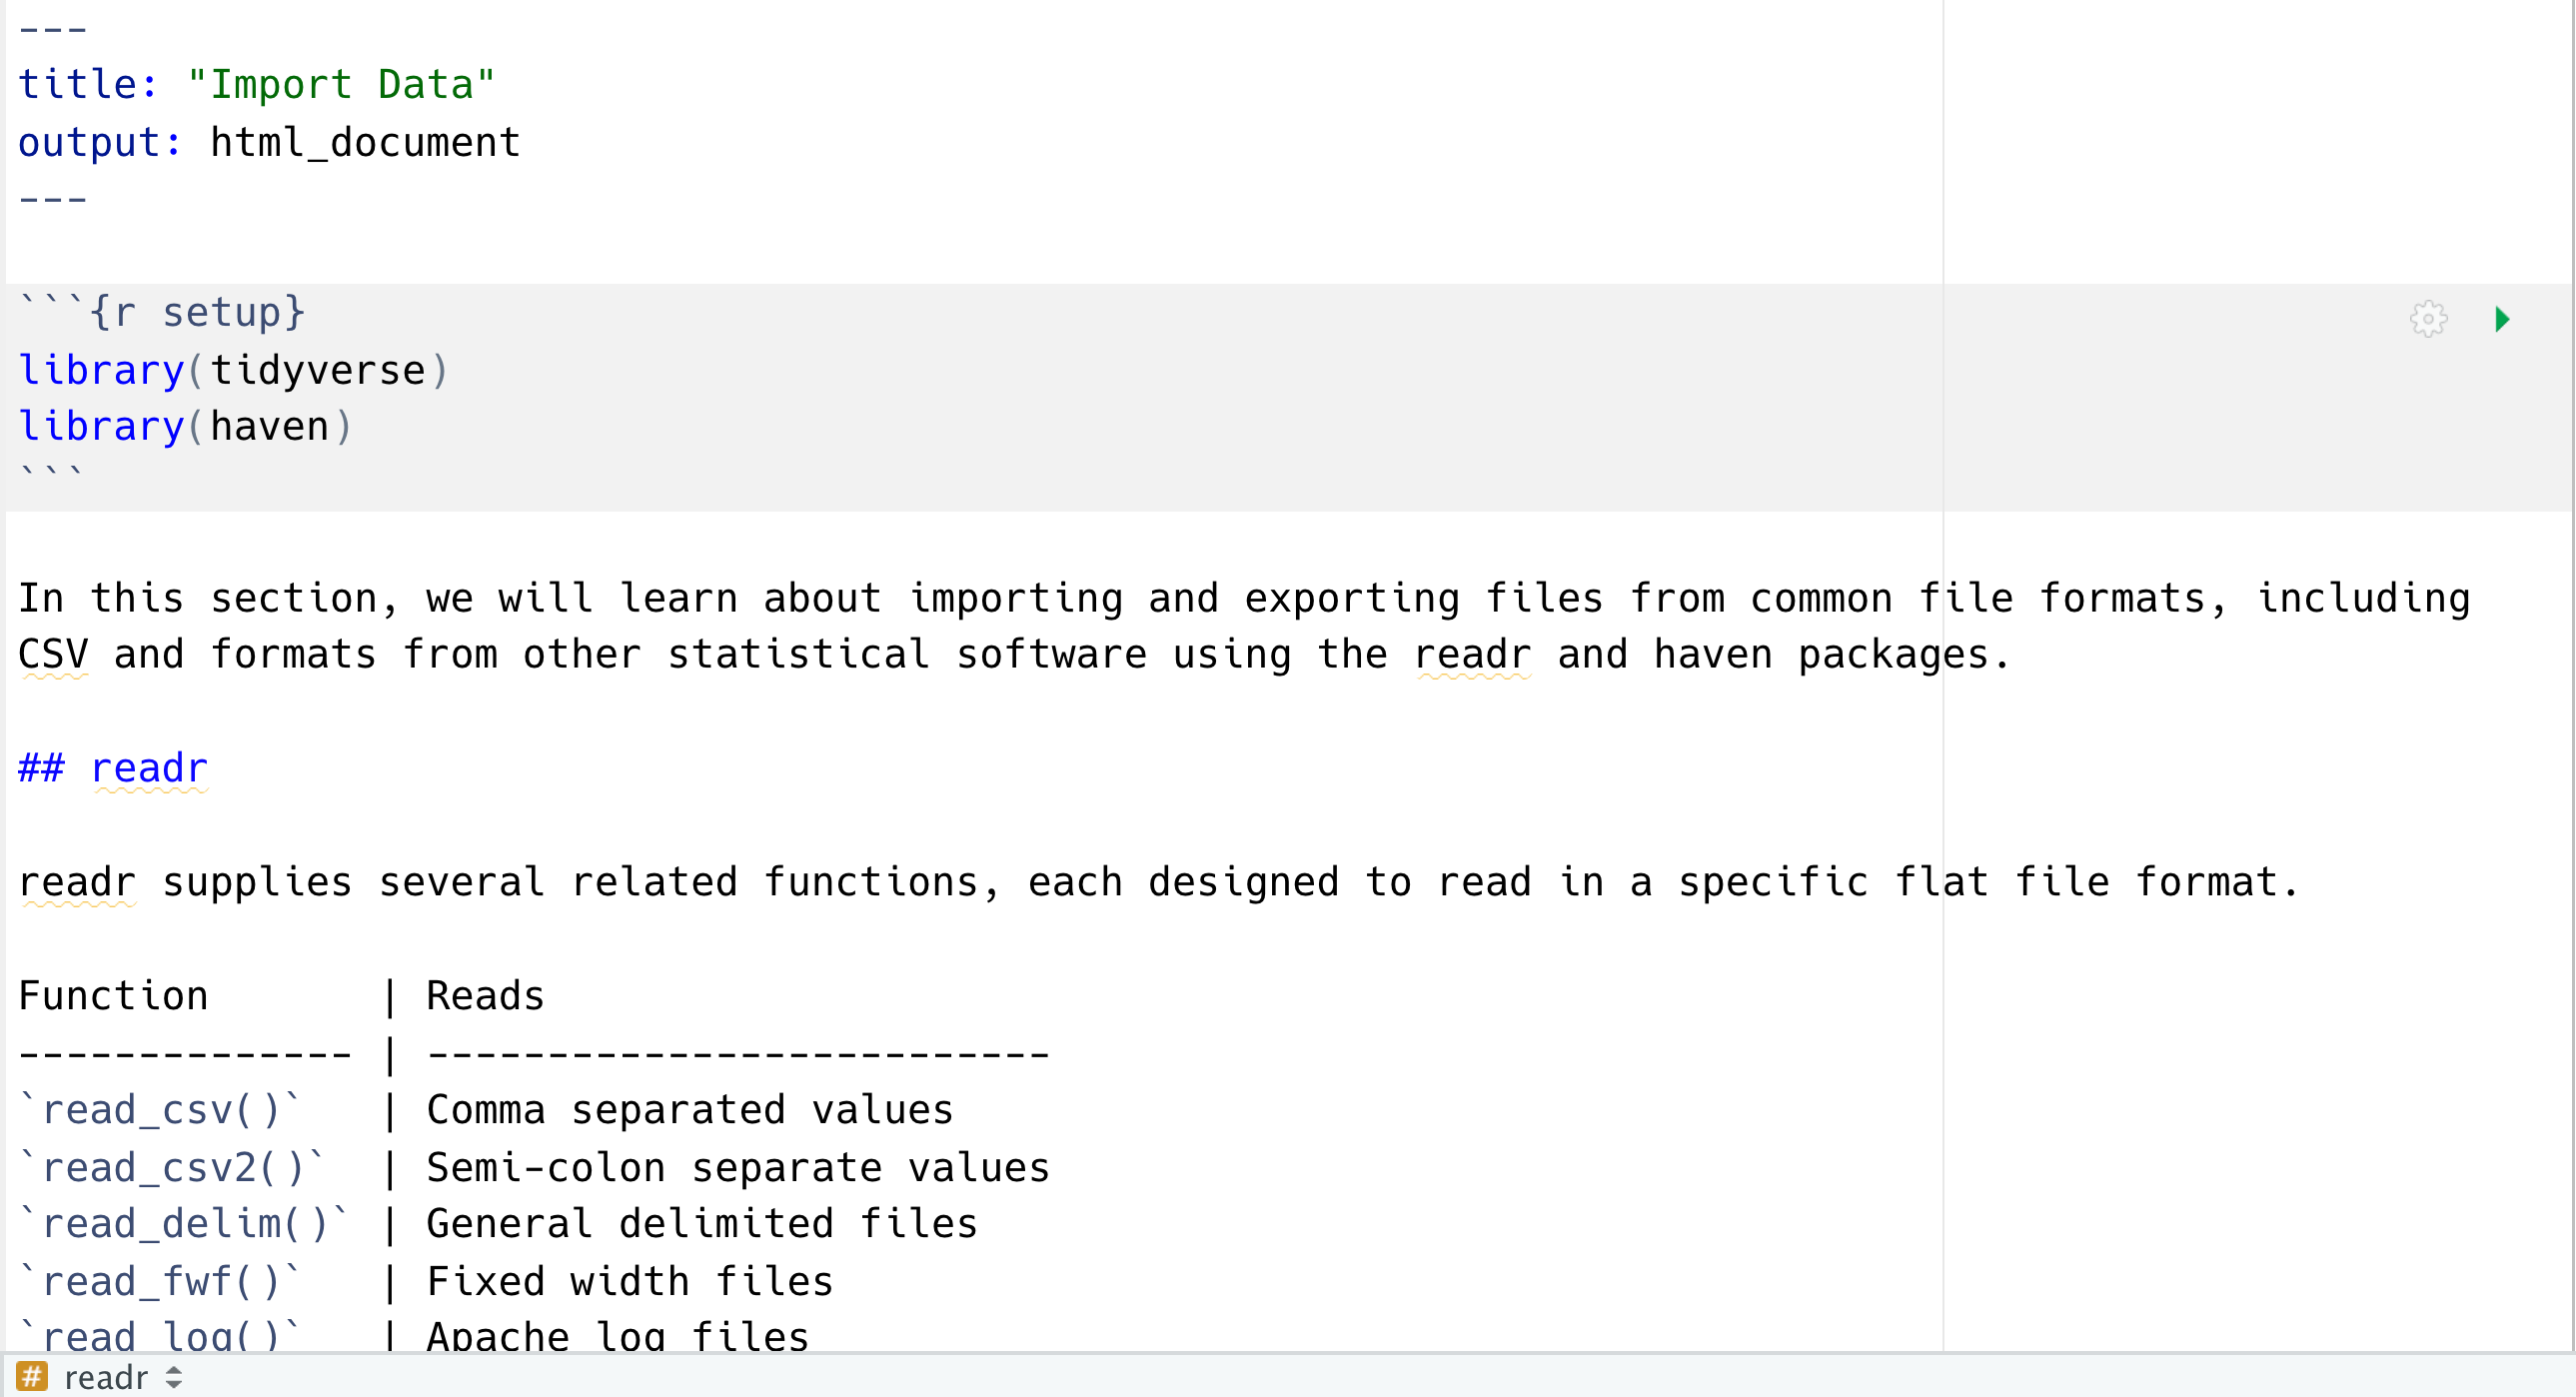 ---
title: "Import Data"
output: html_document
---
```{r setup}
library(tidyverse)
library(haven)
```
In this section, we will learn about importing and exporting files from common file formats, including
CSV and formats from other statistical software using the readr and haven packages.
## readr
readr supplies several related functions, each designed to read in a specific flat file format.
Function       | Reads
-------------- | --------------------------
`read_csv()`   | Comma separated values
`read_csv2()`  | Semi-colon separate values
`read_delim()` | General delimited files
`read_fwf()`   | Fixed width files
`read_log()`   | Apache log files
# readr